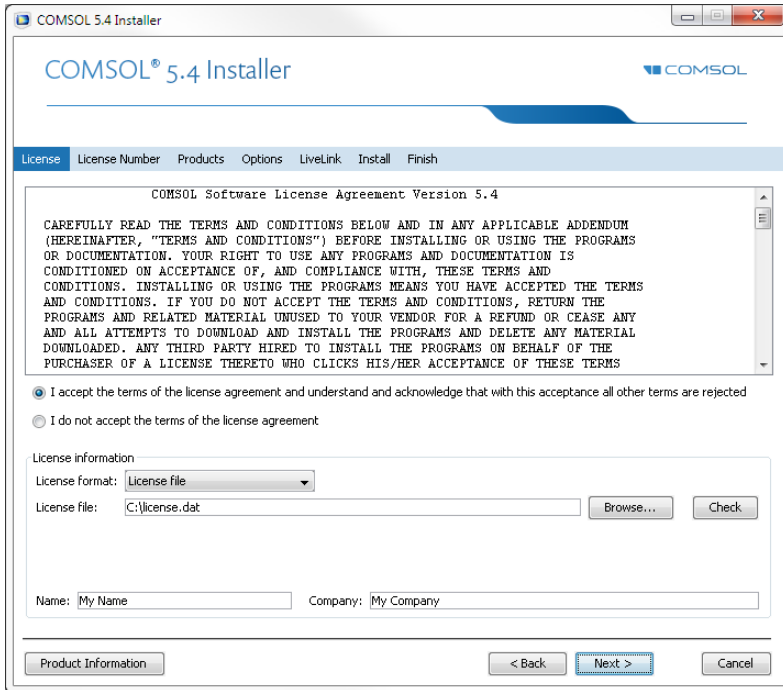 COMSOL 5.4 Installer
COMSOL® 5.4 Installer
COMSOL
License License Number Products Options LiveLink Install Finish
COMSOL Software License Agreement Version 5.4
CAREFULLY READ THE TERMS AND CONDITIONS BELOW AND IN ANY APPLICABLE ADDENDUM
(HEREINAFTER, "TERMS AND CONDITIONS") BEFORE INSTALLING OR USING THE PROGRAMS
OR DOCUMENTATION. YOUR RIGHT TO USE ANY PROGRAMS AND DOCUMENTATION IS
CONDITIONED ON ACCEPTANCE OF, AND COMPLIANCE WITH, THESE TERMS AND
CONDITIONS. INSTALLING OR USING THE PROGRAMS MEANS YOU HAVE ACCEPTED THE TERMS
AND CONDITIONS. IF YOU DO NOT ACCEPT THE TERMS AND CONDITIONS, RETURN THE
PROGRAMS AND RELATED MATERIAL UNUSED TO YOUR VENDOR FOR A REFUND OR CEASE ANY
AND ALL ATTEMPTS TO DOWNLOAD AND INSTALL THE PROGRAMS AND DELETE ANY MATERIAL
DOWNLOADED. ANY THIRD PARTY HIRED TO INSTALL THE PROGRAMS ON BEHALF OF THE
PURCHASER OF A LICENSE THERETO WHO CLICKS HIS/HER ACCEPTANCE OF THESE TERMS
I accept the terms of the license agreement and understand and acknowledge that with this acceptance all other terms are rejected
I do not accept the terms of the license agreement
License information
License format: License file
License file: C:\license.dat Browse... Check
Name: My Name Company: My Company
Product Information < Back Next > Cancel